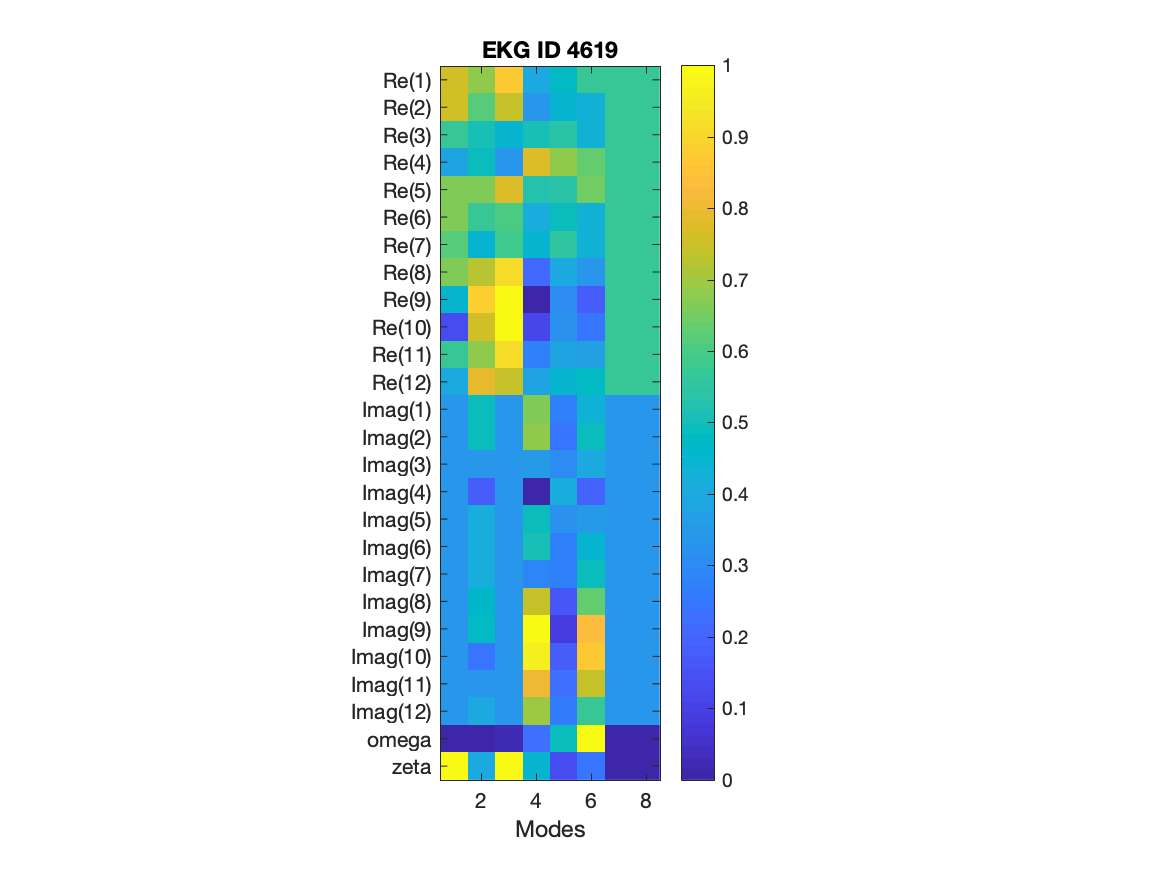 EKG ID 4619
Re(1)
Re(2)
Re(3)
Re(4)
Re(5)
Re(6)
Re(7)
Re(8)
Re(9)
Re(10)
Re(11)
Re(12)
Imag(1)
Imag(2)
Imag(3)
Imag(4)
Imag(5)
Imag(6)
Imag(7)
Imag(8)
Imag(9)
Imag(10)
Imag(11)
Imag(12)
omega
zeta
2 4 6 8
Modes
1
0.9
0.8
0.7
0.6
0.5
0.4
0.3
0.2
0.1
0